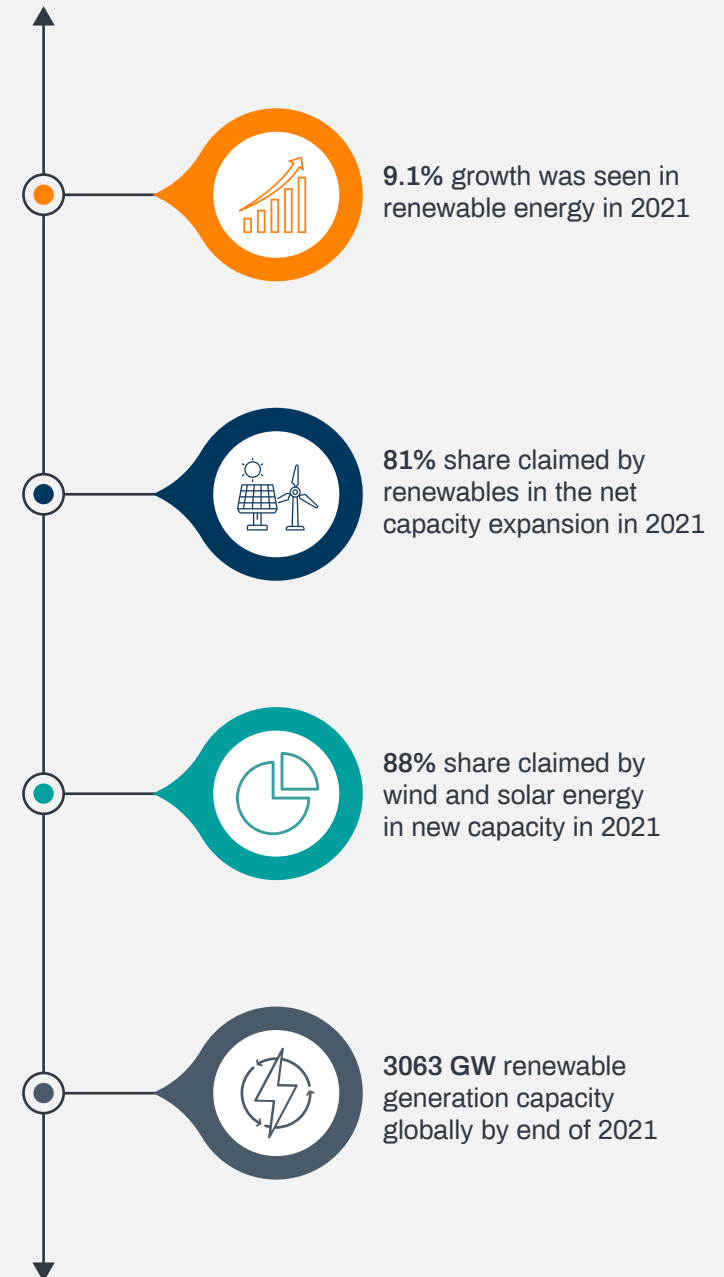 9.1% growth was seen in
renewable energy in 2021
81% share claimed by
renewables in the net
capacity expansion in 2021
88% share claimed by
wind and solar energy
in new capacity in 2021
3063 GW renewable
generation capacity
globally by end of 2021